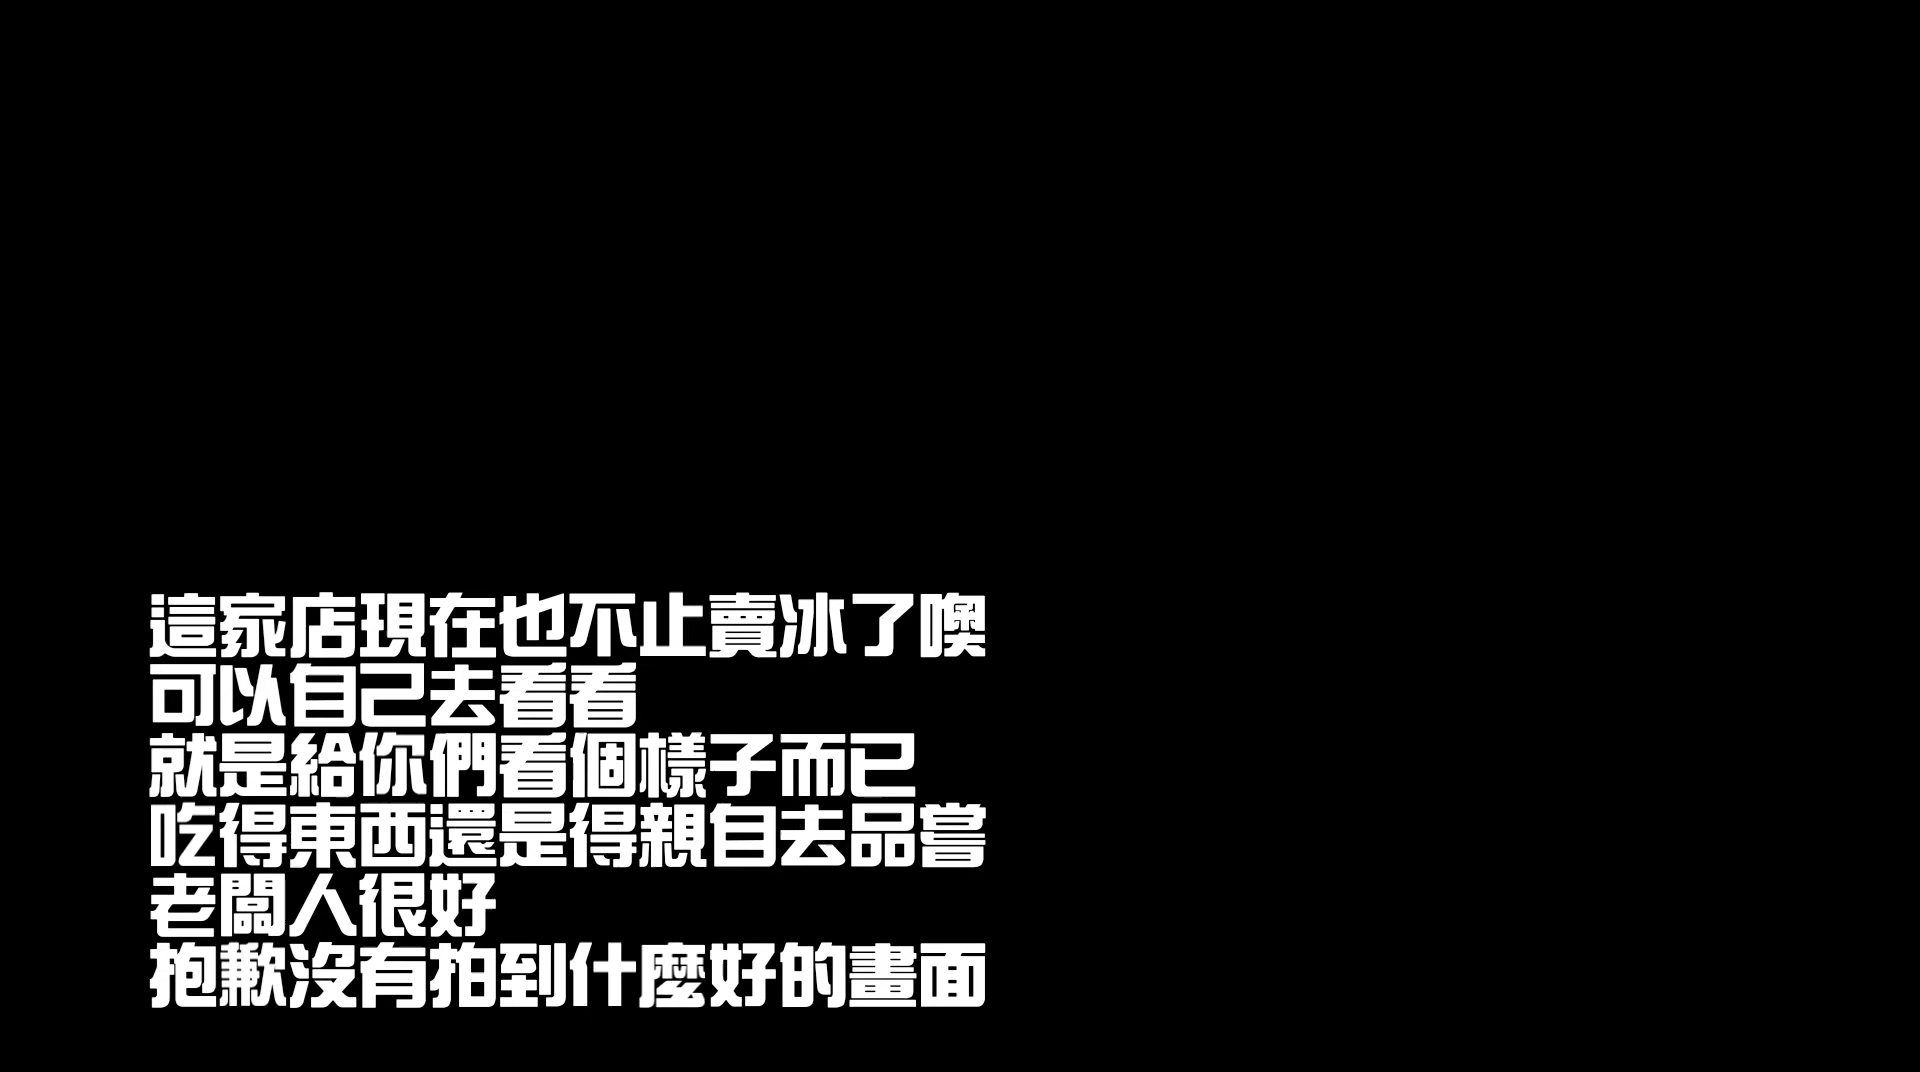 這家店現在也不止賣冰了噢
可以自己去看看
就是給你們看個樣子而已
吃得東西還是得親自去品嘗
老闆人很好
抱歉沒有拍到什麼好的畫面